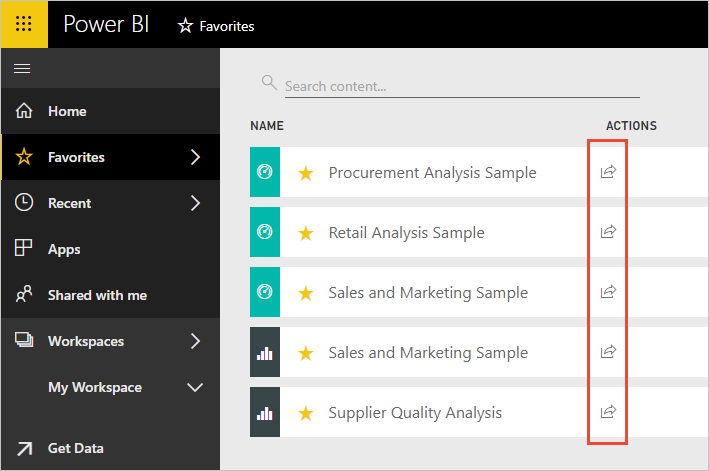 Power BI
Favorites
Search content...
Home
NAME
ACTIONS
Favorites
Procurement Analysis Sample
Recent
Retail Analysis Sample
Apps
Shared with me
Sales and Marketing Sample
Workspaces
Sales and Marketing Sample
My Workspace
Supplier Quality Analysis
Get Data